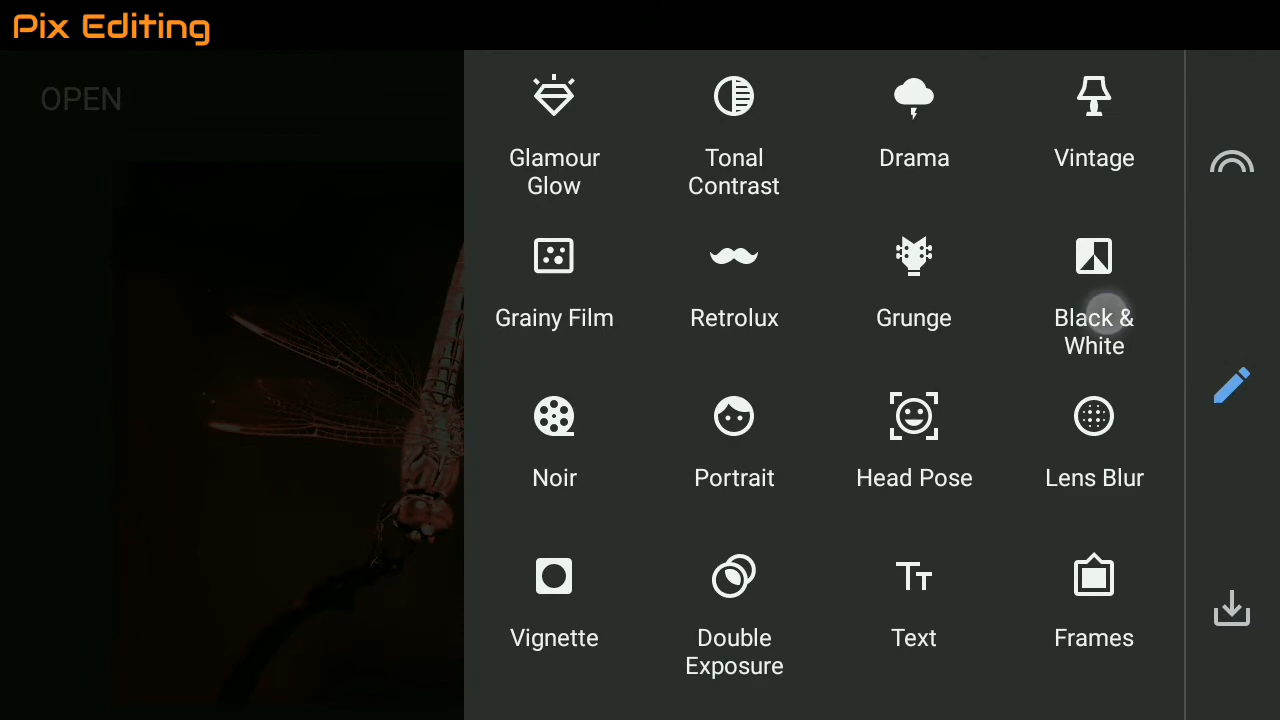 Pix Editing
OPEN
Glamour
Glow
Tonal
Contrast
Drama
Vintage
Grainy Film
Retrolux
Grunge
Black &
White
Noir
Portrait
Head Pose
Lens Blur
Vignette
Double
Exposure
Text
Frames